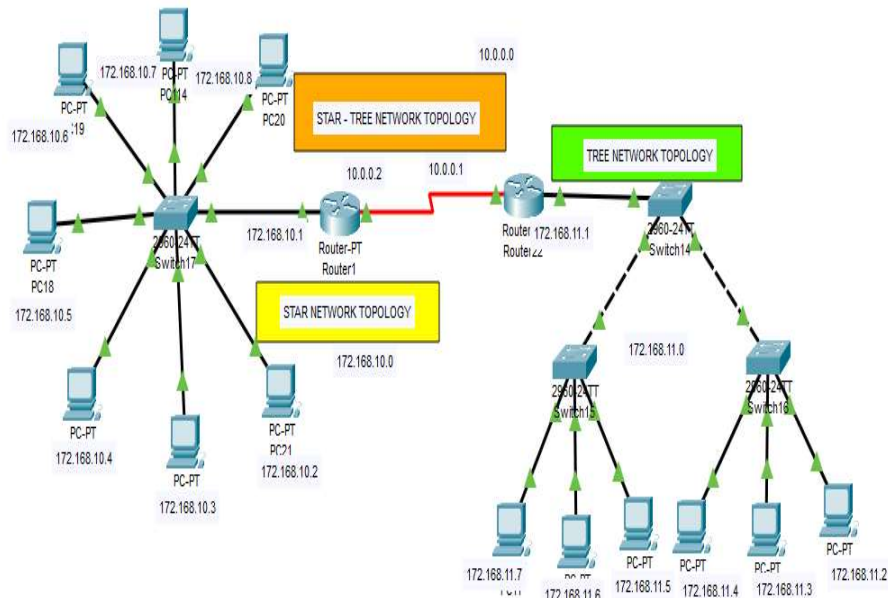 10.0.0.0
172.168.10.7
PC-PT
PC114
172.168.10.8
PC-PT
PC20
PC-PT
172.168.10.6
STAR - TREE NETWORK TOPOLOGY
TREE NETWORK TOPOLOGY
10.0.0.2
10.0.0.1
172.168.10.1
Router-PT
Router1
172.168.11.1
2960-24TT
Switch17
2960-24TT
Switch14
PC-PT
PC18
172.168.10.5
STAR NETWORK TOPOLOGY
172.168.10.0
172.168.11.0
2960-24TT
Switch15
2960-24TT
Switch16
PC-PT
172.168.10.4
PC-PT
172.168.10.3
PC-PT
PC21
172.168.10.2
172.168.11.7
PC-PT
172.168.11.6
PC-PT
172.168.11.5
PC-PT
172.168.11.4
PC-PT
172.168.11.3
PC-PT
172.168.11.2